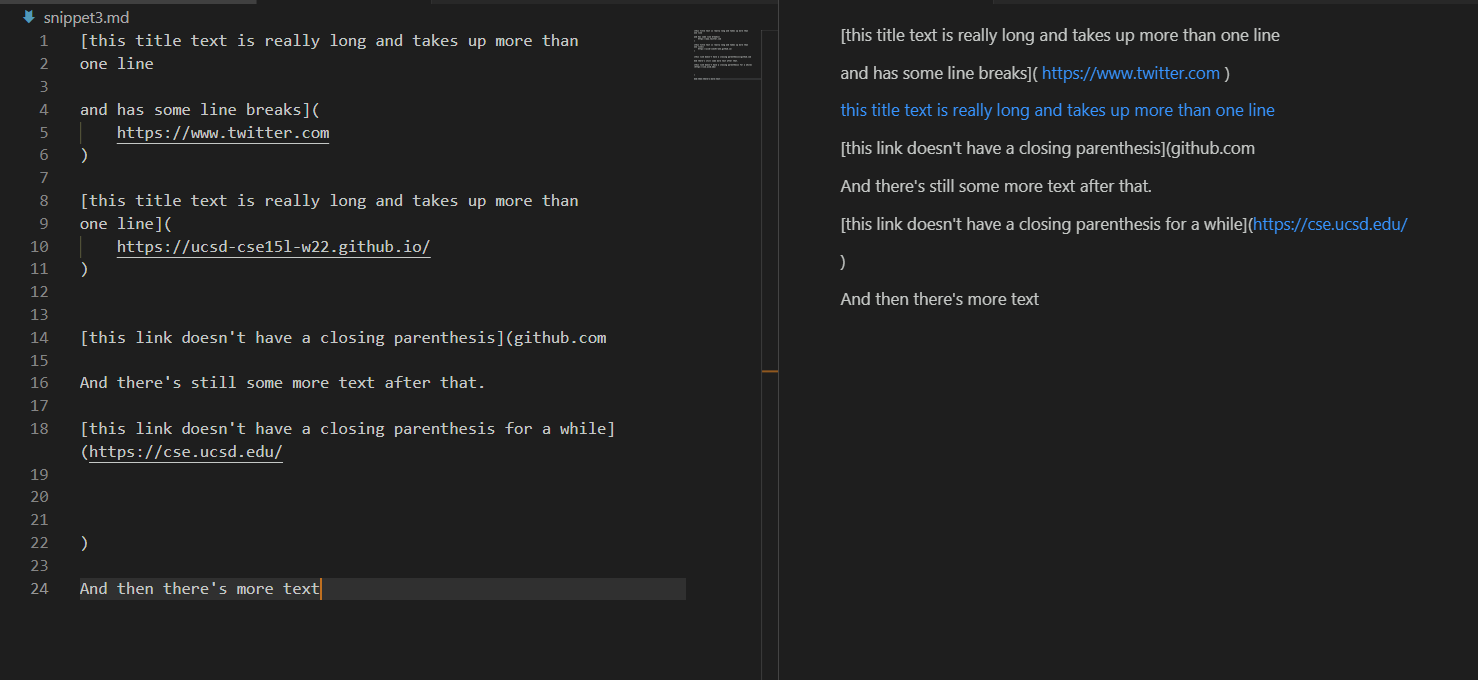 snippet3.md
1 [this title text is really long and takes up more than
2 one line
3
4 and has some line breaks](
5 https://www.twitter.com
6 )
7
8 [this title text is really long and takes up more than
9 one line](
10 https://ucsd-cse15l-w22.github.io/
11 )
12
13
14 [this link doesn't have a closing parenthesis](github.com
15
16 And there's still some more text after that.
17
18 [this link doesn't have a closing parenthesis for a while]
(https://cse.ucsd.edu/
19
20
21
22 )
23
24 And then there's more text
[this title text is really long and takes up more than one line
and has some line breaks]( https://www.twitter.com )
this title text is really long and takes up more than one line
[this link doesn't have a closing parenthesis](github.com
And there's still some more text after that.
[this link doesn't have a closing parenthesis for a while](https://cse.ucsd.edu/
)
And then there's more text